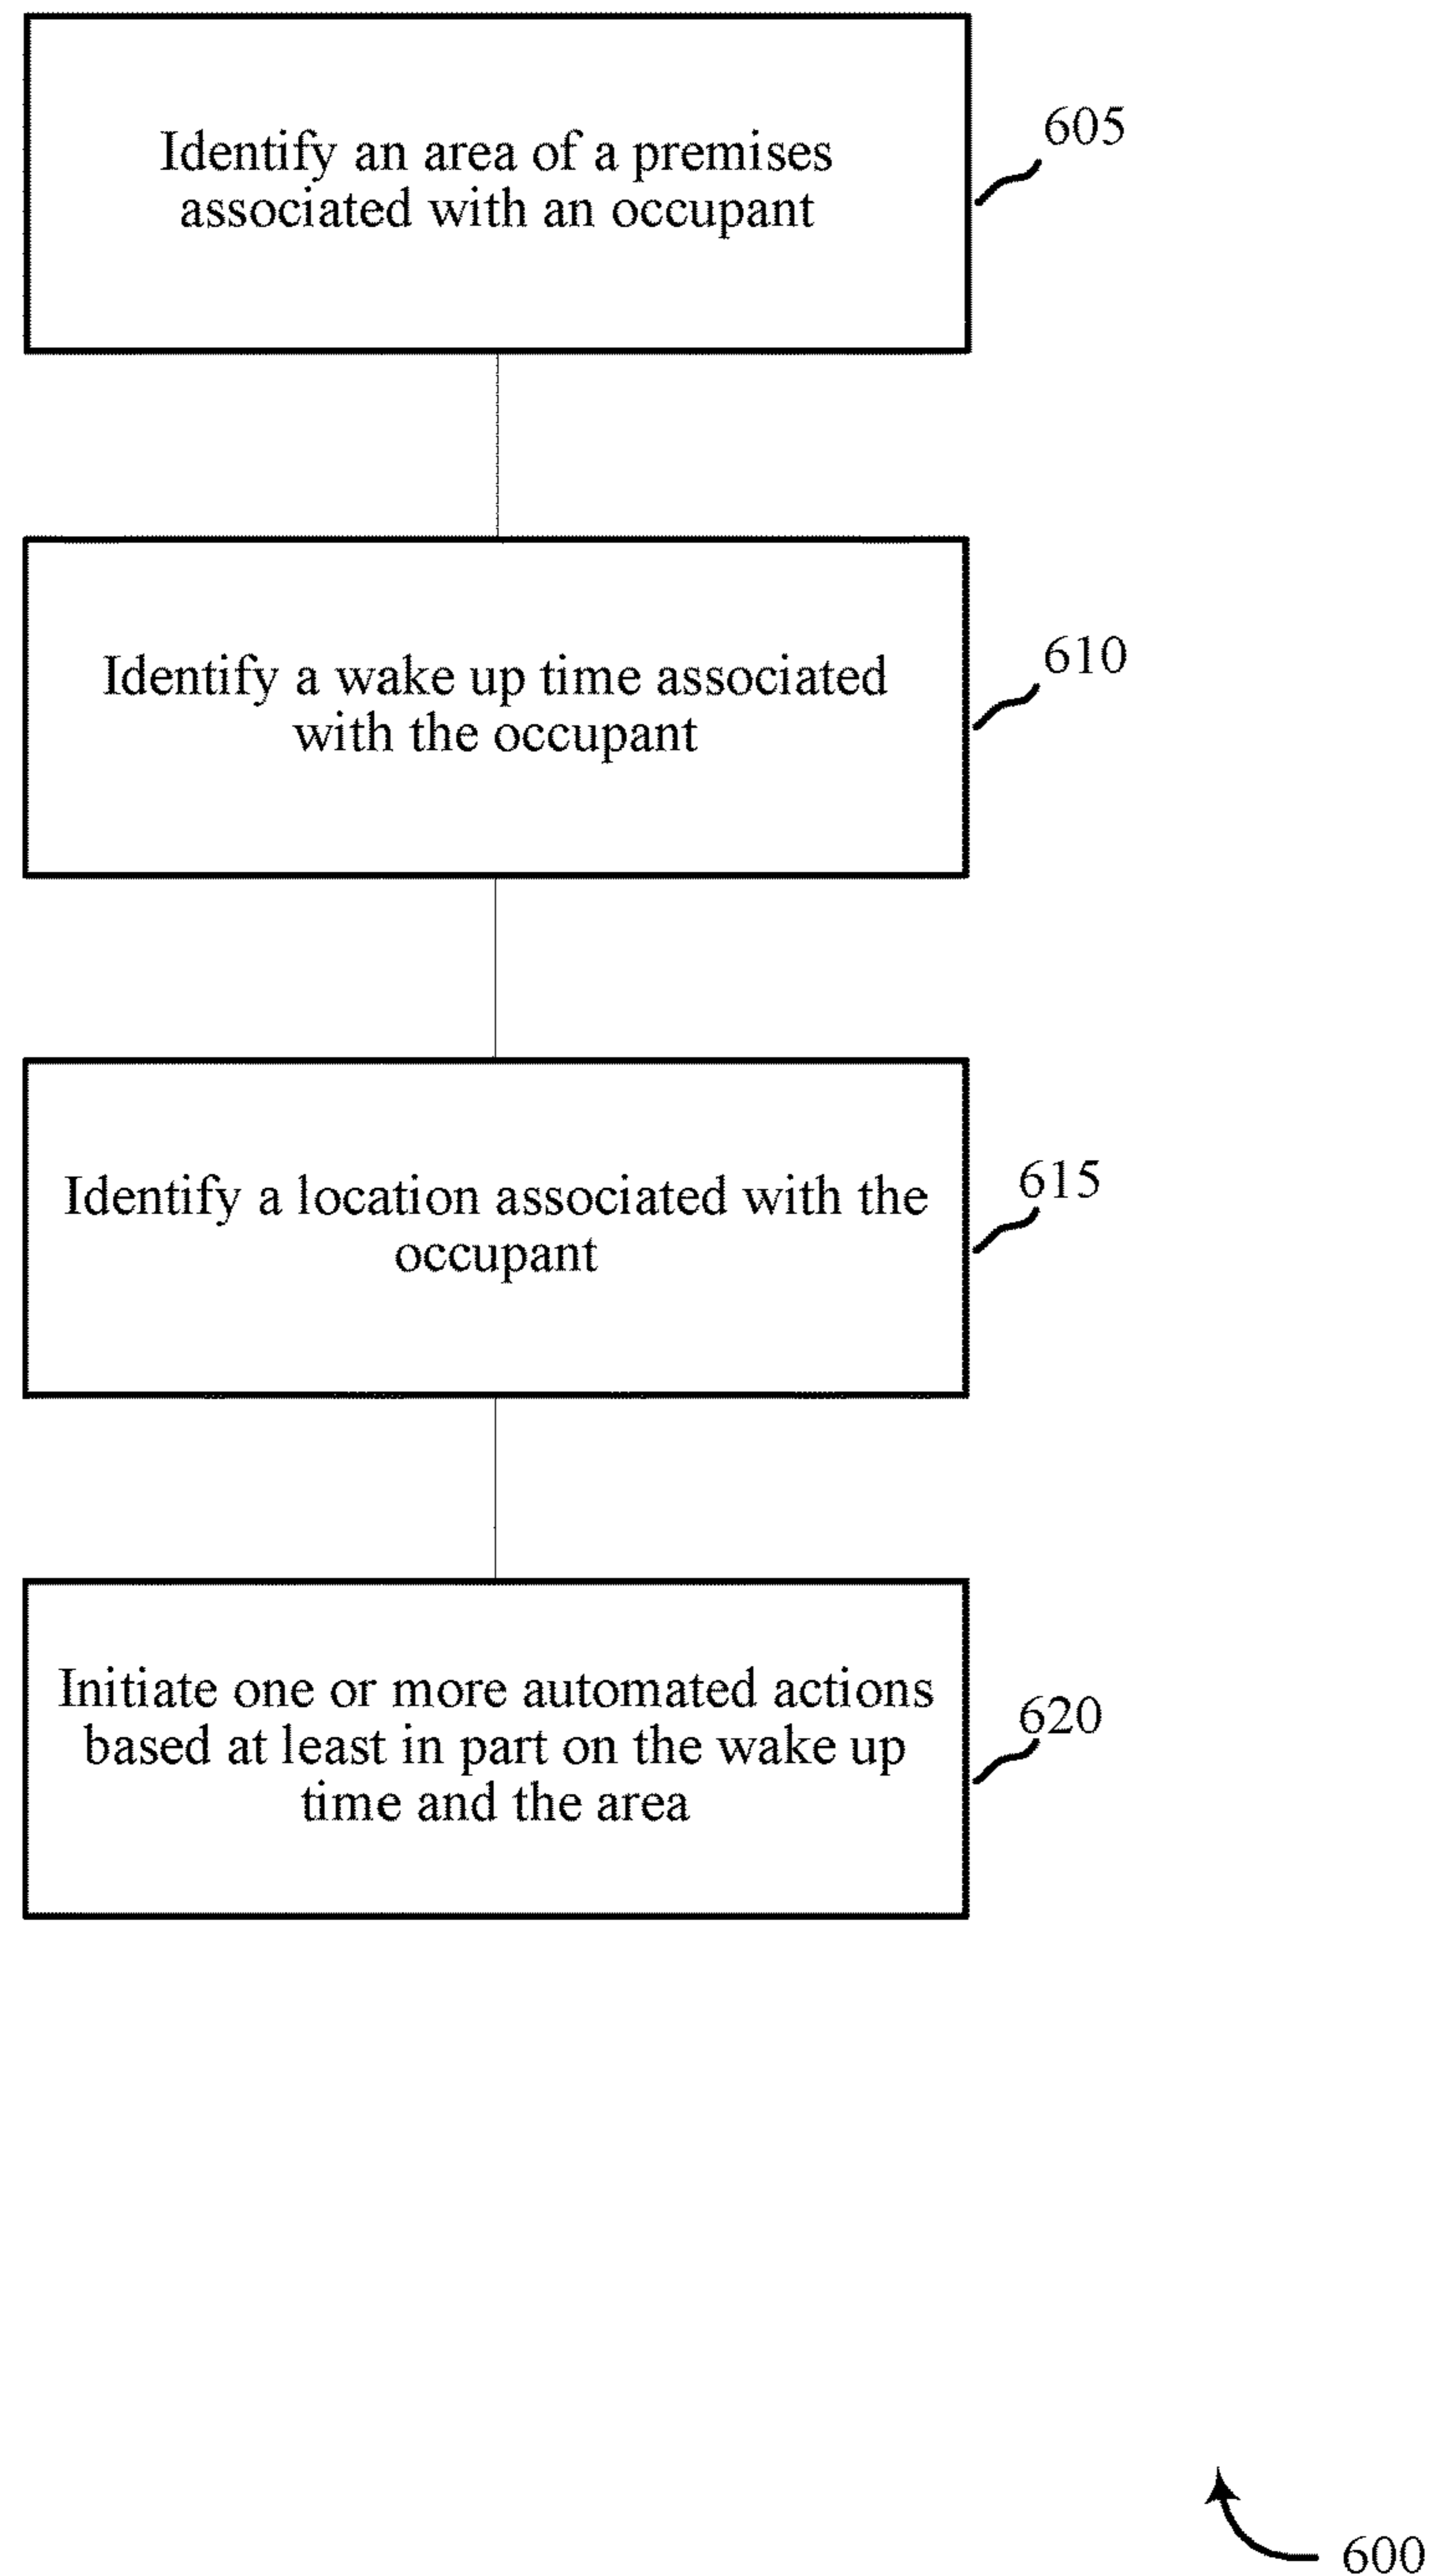 Identify an area of a premises
associated with an occupant
605
Identify a wake up time associated
with the occupant
610
Identify a location associated with the
occupant
615
Initiate one or more automated actions
based at least in part on the wake up
time and the area
620
600